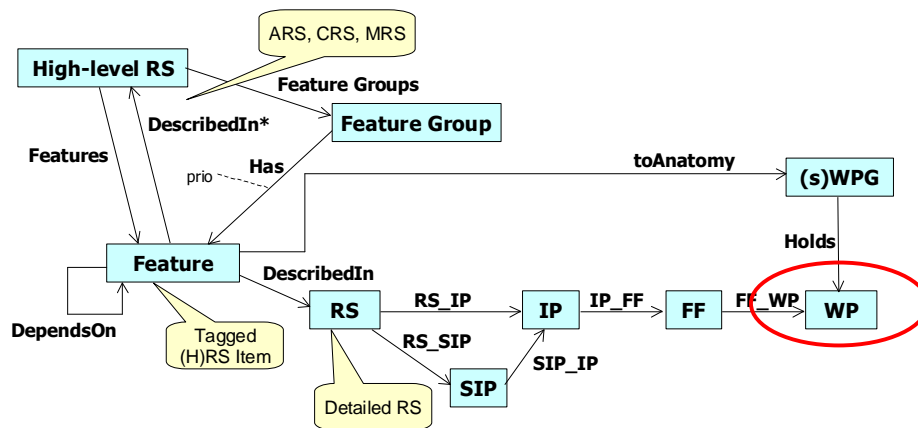 ARS, CRS, MRS
High-level RS
Feature Groups
Feature Group
DescribedIn*
Features
Has
prio
toAnatomy
(s)WPG
Holds
Feature
DescribedIn
DependsOn
Tagged
(H)RS Item
RS
RS_IP
IP
IP_FF
FF
FF_WP
WP
RS_SIP
SIP_IP
SIP
Detailed RS